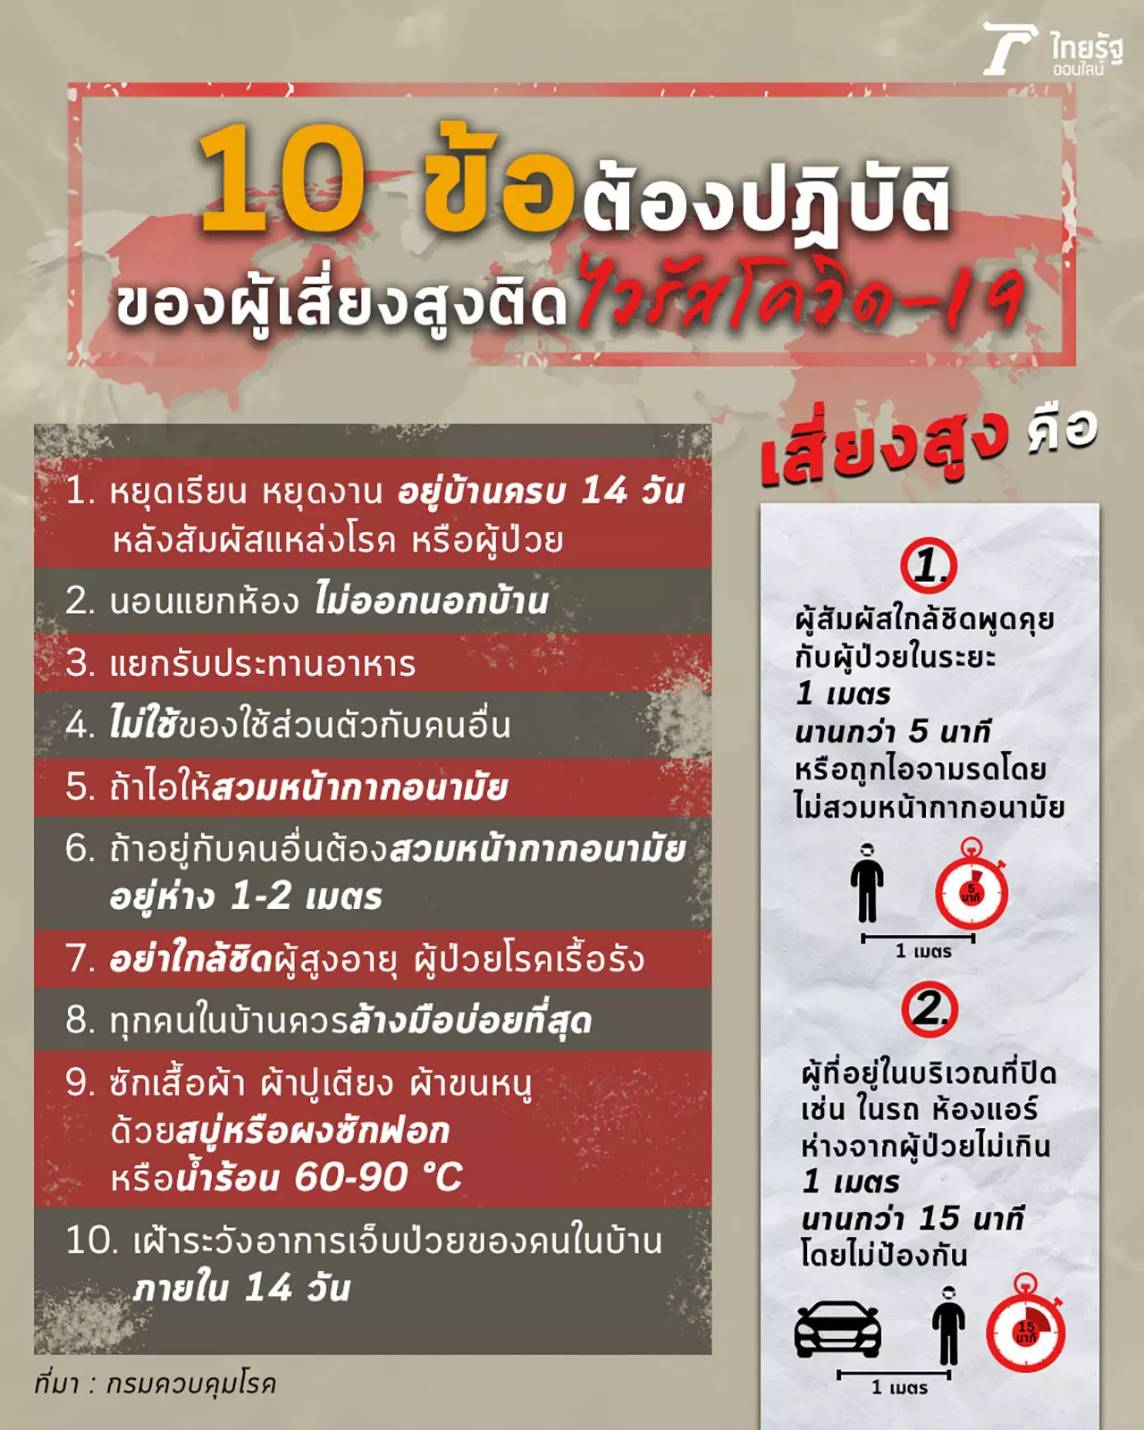 ไทยรัฐ
ออนไลน์
10 ข้อต้องปฏิบัติ
ของผู้เสี่ยงสูงติดไวรัสโควิด-19
1. หยุดเรียน หยุดงาน อยู่บ้านครบ 14 วัน
หลังสัมผัสแหล่งโรค หรือผู้ป่วย
2. นอนแยกห้อง ไม่ออกนอกบ้าน
3. แยกรับประทานอาหาร
4. ไม่ใช้ของใช้ส่วนตัวกับคนอื่น
5. ถ้าไอให้สวมหน้ากากอนามัย
6. ถ้าอยู่กับคนอื่นต้องสวมหน้ากากอนามัย
อยู่ห่าง 1-2 เมตร
7. อย่าใกล้ชิดผู้สูงอายุ ผู้ป่วยโรคเรื้อรัง
8. ทุกคนในบ้านควรล้างมือบ่อยที่สุด
9. ซักเสื้อผ้า ผ้าปูเตียง ผ้าขนหนู
ด้วยสบู่หรือผงซักฟอก
หรือน้ำร้อน 60-90 °C
10. เฝ้าระวังอาการเจ็บป่วยของคนในบ้าน
ภายใน 14 วัน
ที่มา : กรมควบคุมโรค
เสี่ยงสูง คือ
1.
ผู้สัมผัสใกล้ชิดพูดคุย
กับผู้ป่วยในระยะ
1 เมตร
นานกว่า 5 นาที
หรือถูกไอจามรดโดย
ไม่สวมหน้ากากอนามัย
5
นาที
1 เมตร
2.
ผู้ที่อยู่ในบริเวณที่ปิด
เช่น ในรถ ห้องแอร์
ห่างจากผู้ป่วยไม่เกิน
1 เมตร
นานกว่า 15 นาที
โดยไม่ป้องกัน
15
นาที
1 เมตร